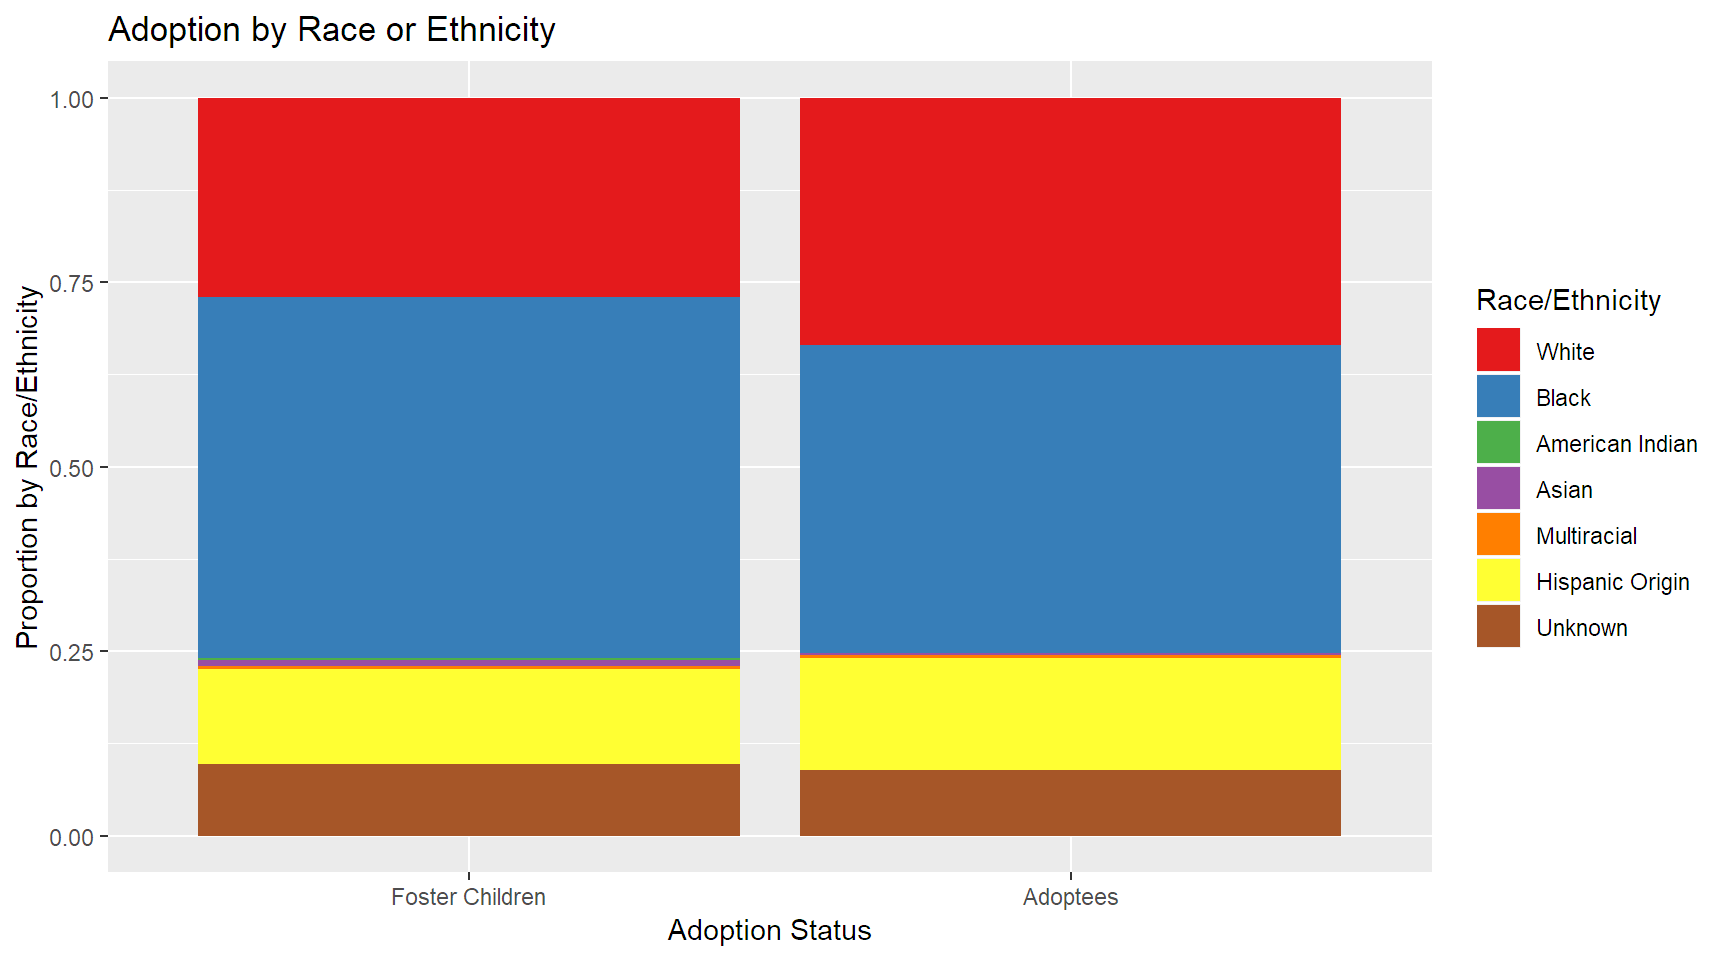 Adoption by Race or Ethnicity
Proportion by Race/Ethnicity
1.00
0.75
0.50
0.25
0.00
Foster Children
Adoptees
Adoption Status
Race/Ethnicity
White
Black
American Indian
Asian
Multiracial
Hispanic Origin
Unknown